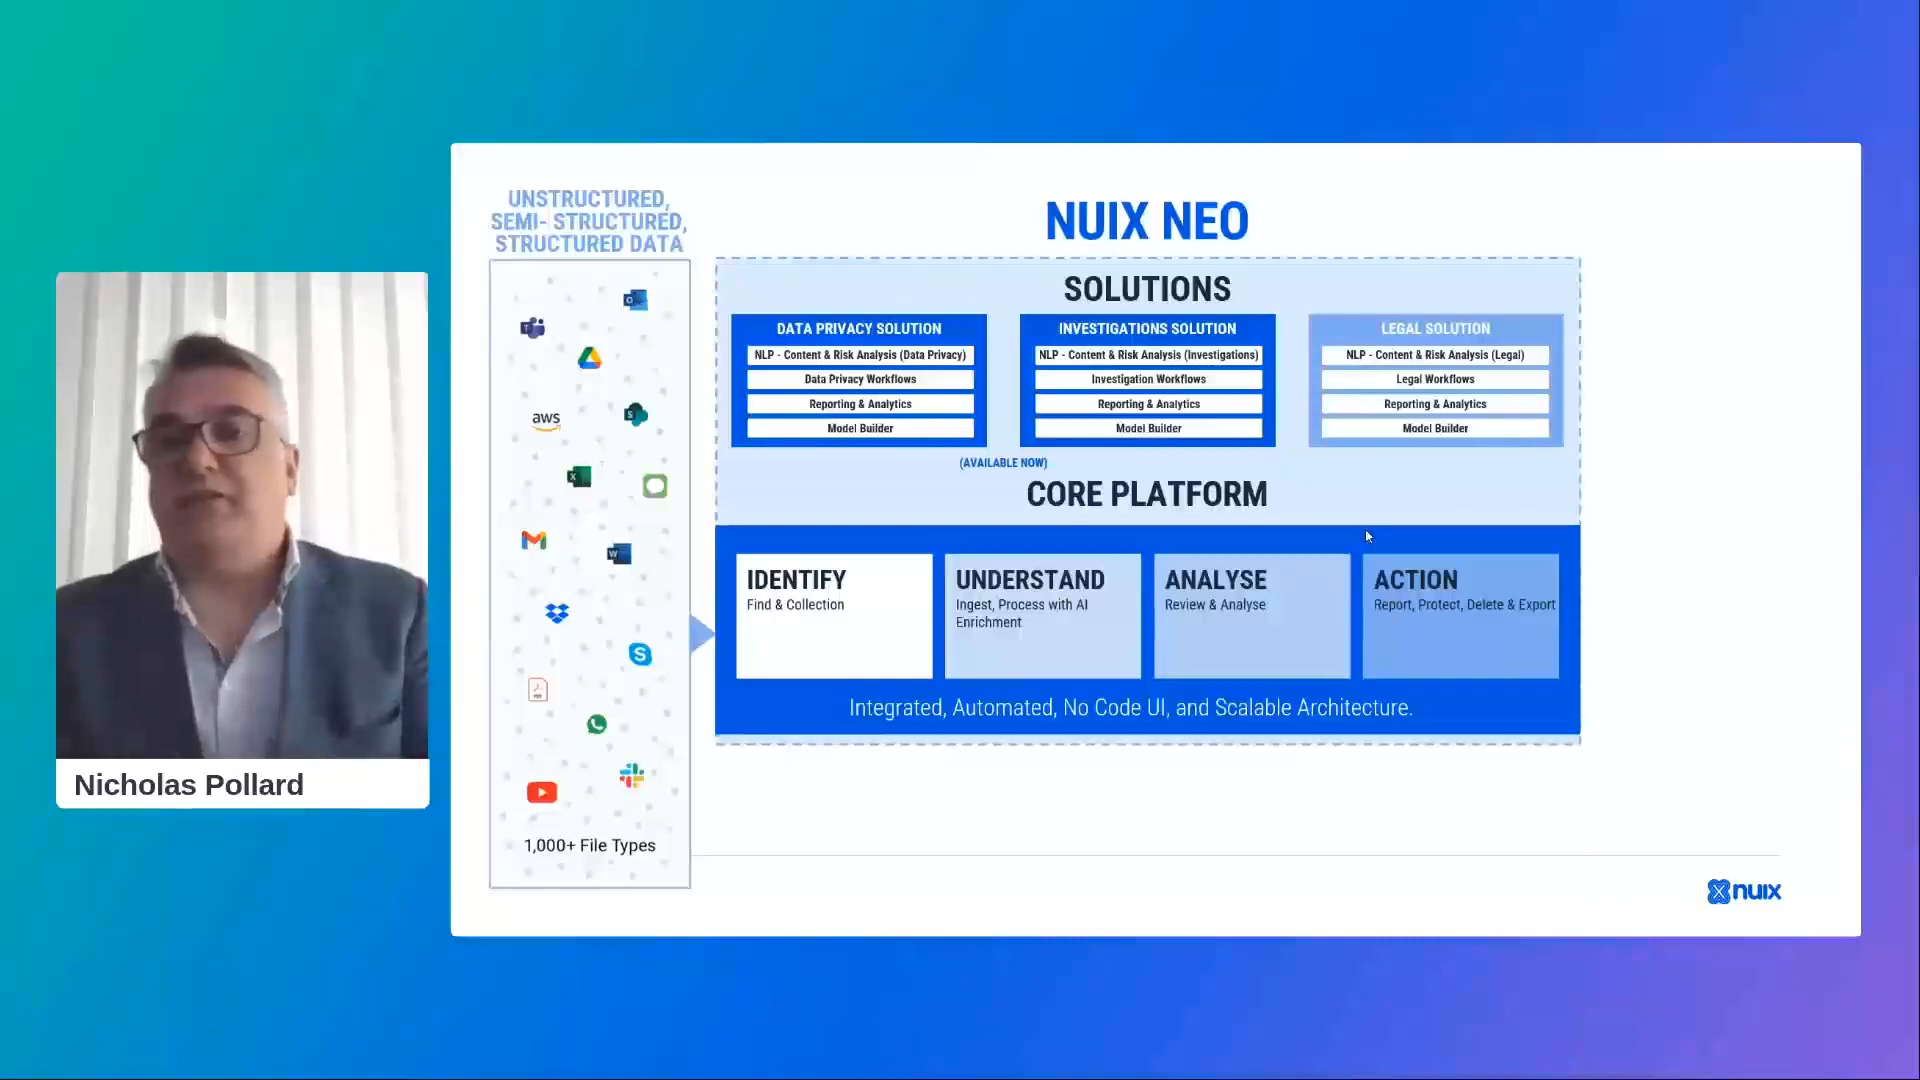 UNSTRUCTURED,
SEMI- STRUCTURED,
STRUCTURED DATA
aws
1,000+ File Types
NUIX NEO
SOLUTIONS
DATA PRIVACY SOLUTION
NLP - Content & Risk Analysis (Data Privacy)
Data Privacy Workflows
Reporting & Analytics
Model Builder
INVESTIGATIONS SOLUTION
NLP - Content & Risk Analysis (Investigations)
Investigation Workflows
Reporting & Analytics
Model Builder
LEGAL SOLUTION
NLP - Content & Risk Analysis (Legal)
Legal Workflows
Reporting & Analytics
Model Builder
(AVAILABLE NOW)
CORE PLATFORM
IDENTIFY
Find & Collection
UNDERSTAND
Ingest, Process with AI
Enrichment
ANALYSE
Review & Analyse
ACTION
Report, Protect, Delete & Export
Integrated, Automated, No Code UI, and Scalable Architecture.
nuix
Nicholas Pollard